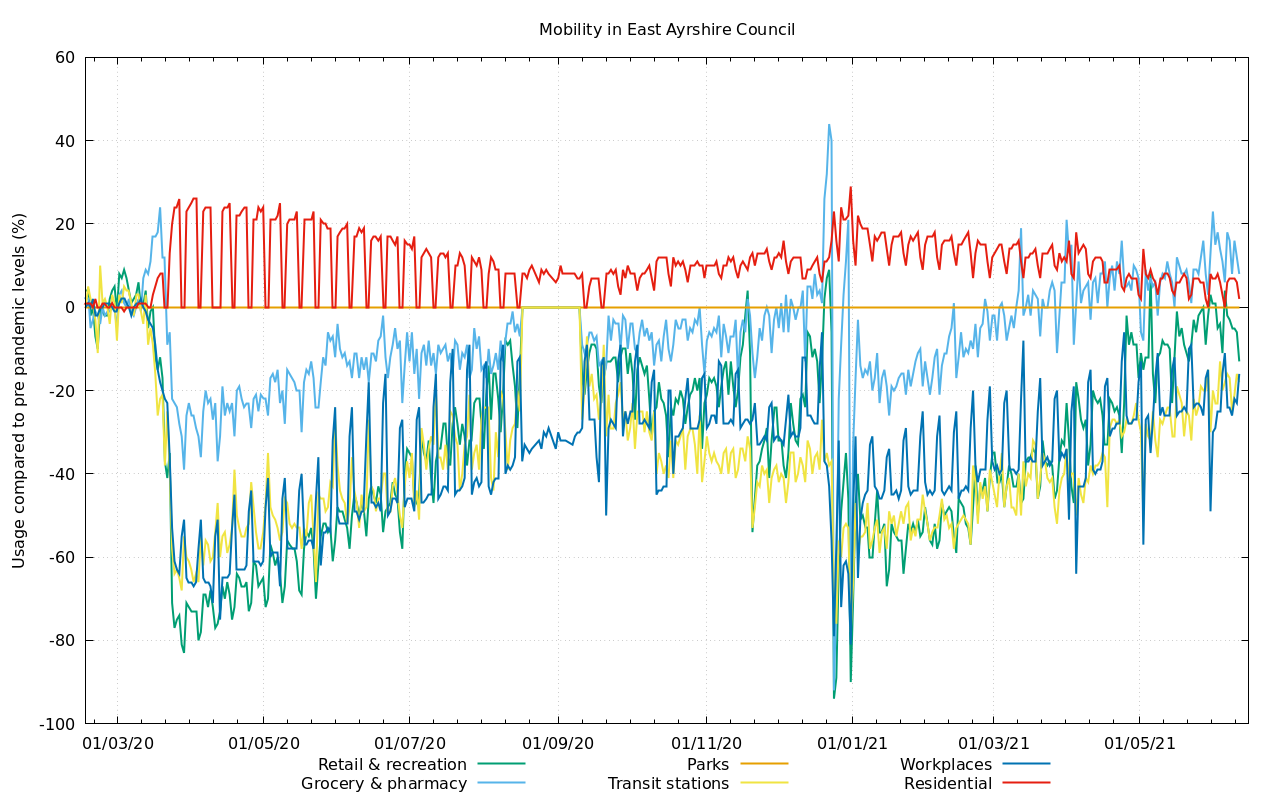 Mobility in East Ayrshire Council
Usage compared to pre pandemic levels (%)
60
40
20
0
-20
-40
-60
-80
-100
01/03/20 01/05/20 01/07/20 01/09/20 01/11/20 01/01/21 01/03/21 01/05/21
Retail & recreation Parks Workplaces
Grocery & pharmacy Transit stations Residential